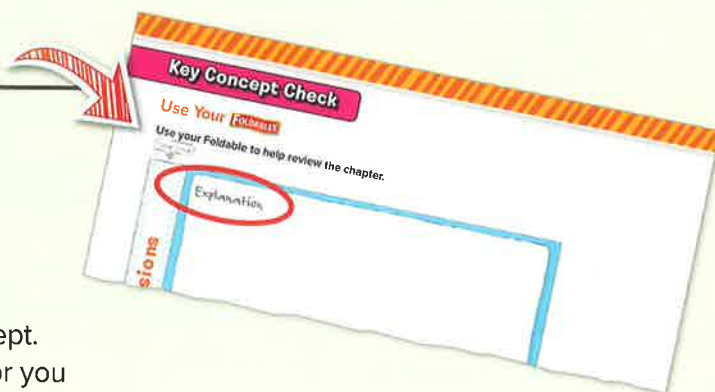 Key Concept Check
Use Your FOLDABLES
Use your Foldable to help review the chapter.
Explanation
sions
ept.
or you